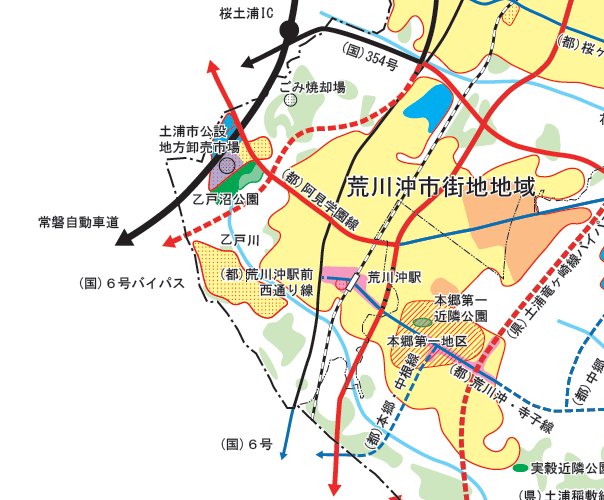 桜土浦IC
(国)354号
(都)桜ケ
ごみ焼却場
土浦市公設
地方卸売市場
荒川沖市街地地域
乙戸沼公園
(都)阿見学園線
常磐自動車道
乙戸川
(国)6号バイパス
(都)荒川沖駅前
西通り線
荒川沖駅
(県)土浦竜ヶ崎線バイパ
本郷第一
近隣公園
本郷第一地区
(都)荒川沖・寺子線
(都)本郷中根線
(都)中郷
(国)6号
実穀近隣公園
(県)土浦稲敷線